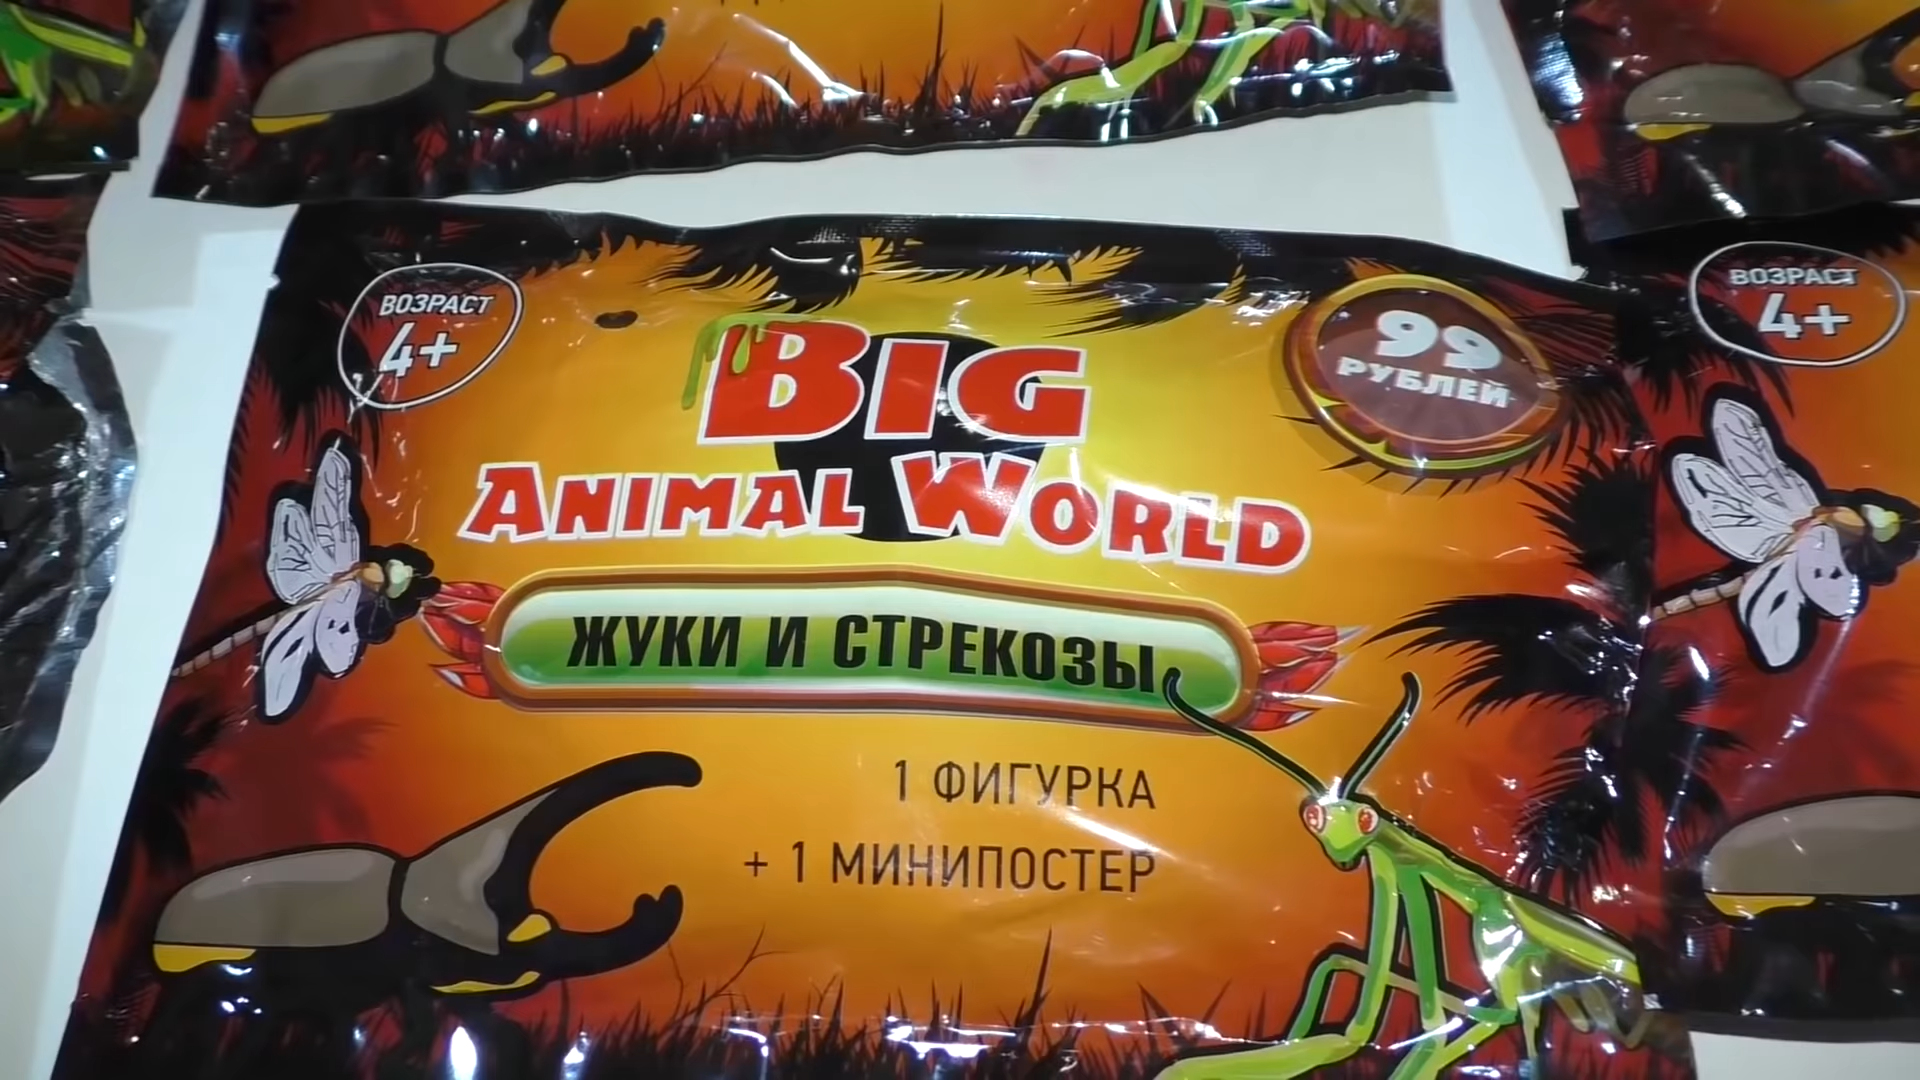 ВОЗРАСТ
4+
99
РУБЛЕЙ
BIG
ANIMAL WORLD
ЖУКИ И СТРЕКОЗЫ
1 ФИГУРКА
+ 1 МИНИПОСТЕР
ВОЗРАСТ
4+